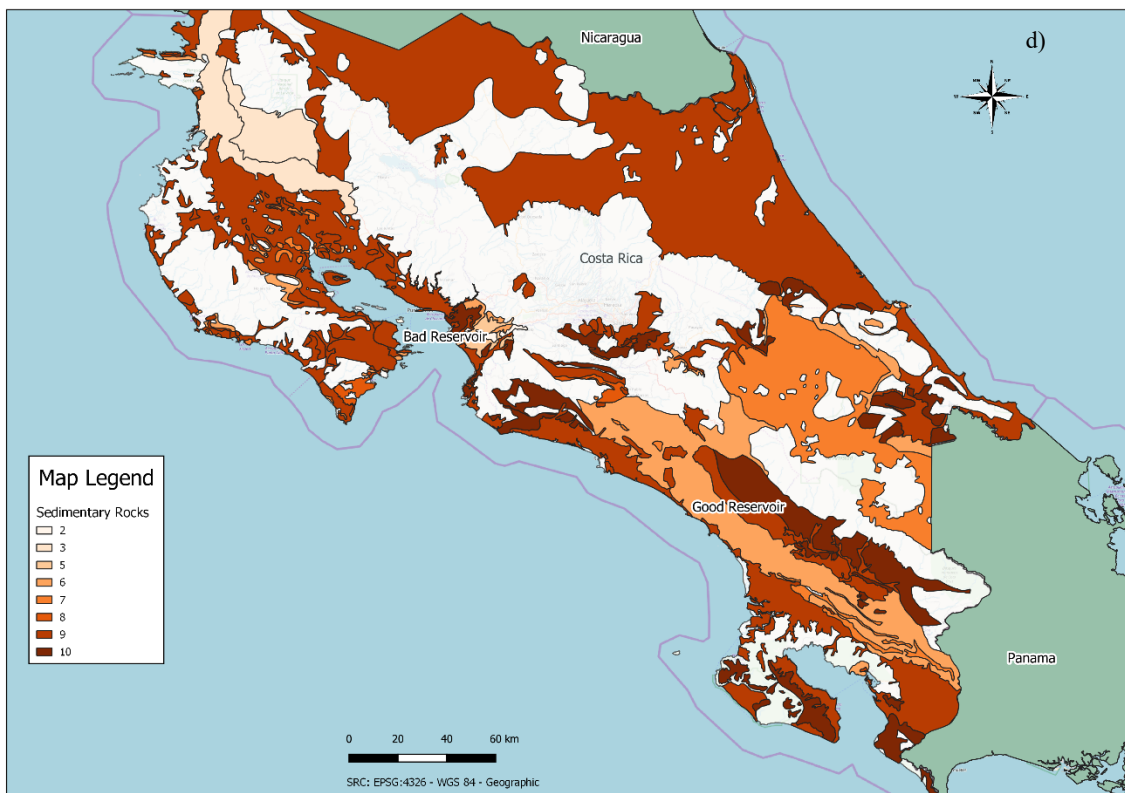 Nicaragua
d)
N
W
E
S
Costa Rica
Bad Reservoir
Good Reservoir
Panama
Map Legend
Sedimentary Rocks
2
3
5
6
7
8
9
10
0 20 40 60 km
SRC: EPSG:4326 - WGS 84 - Geographic